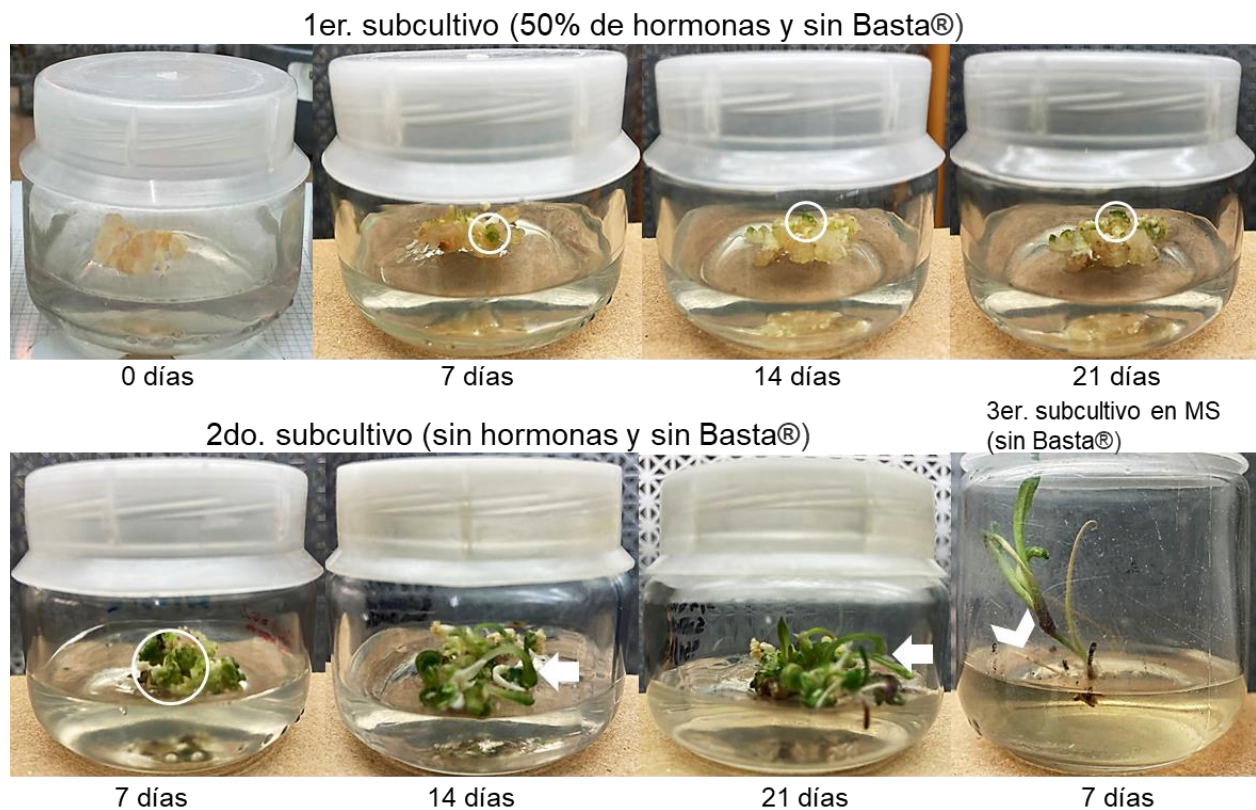 1er. subcultivo (50% de hormonas y sin Basta®)
0 días
7 días
14 días
21 días
2do. subcultivo (sin hormonas y sin Basta®)
3er. subcultivo en MS
(sin Basta®)
7 días
14 días
21 días
7 días